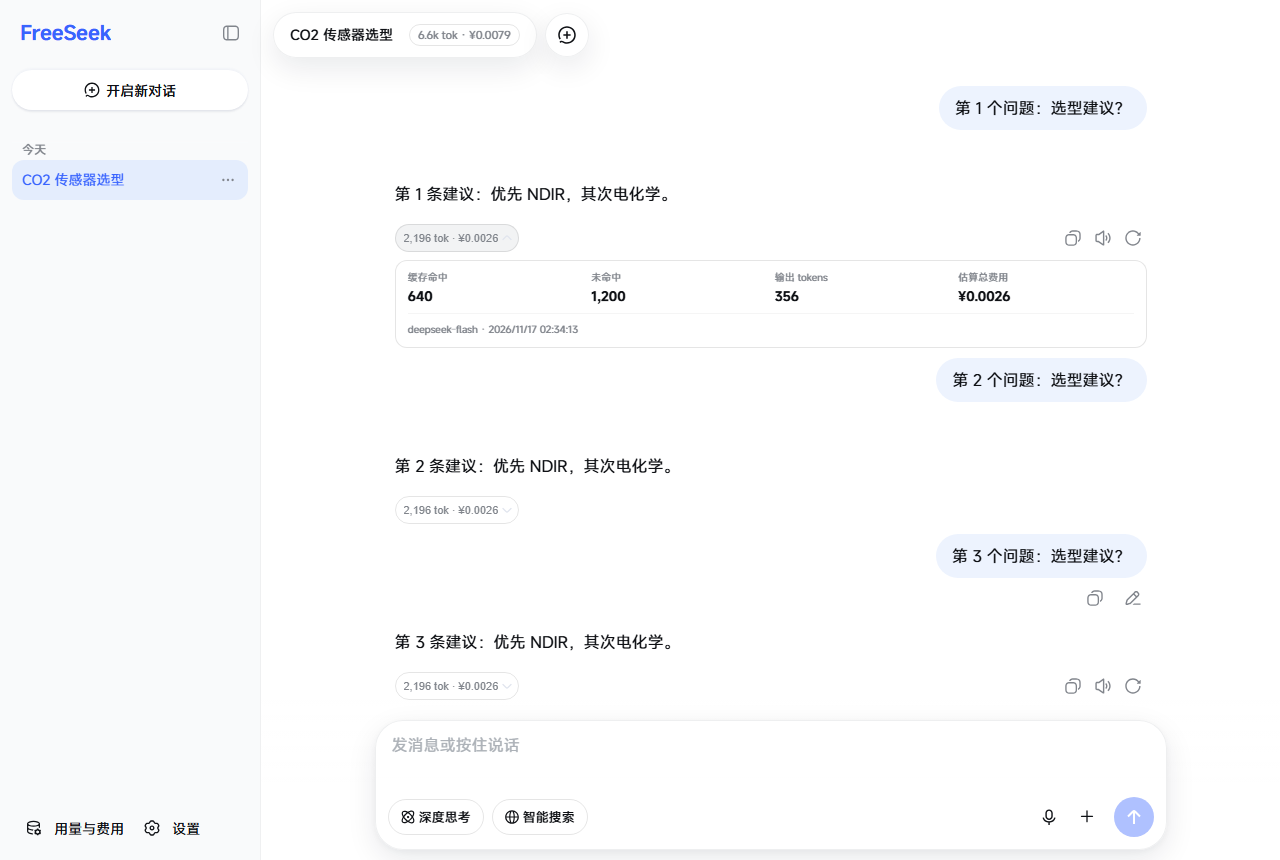 FreeSeek
开启新对话
今天
CO2 传感器选型
用量与费用
设置
CO2 传感器选型
6.6k tok · ¥0.0079
第 1 个问题：选型建议？
第 1 条建议：优先 NDIR，其次电化学。
2,196 tok · ¥0.0026
缓存命中 未命中 输出 tokens 估算总费用
640 1,200 356 ¥0.0026
deepseek-flash · 2026/11/17 02:34:13
第 2 个问题：选型建议？
第 2 条建议：优先 NDIR，其次电化学。
2,196 tok · ¥0.0026
第 3 个问题：选型建议？
第 3 条建议：优先 NDIR，其次电化学。
2,196 tok · ¥0.0026
发消息或按住说话
深度思考
智能搜索